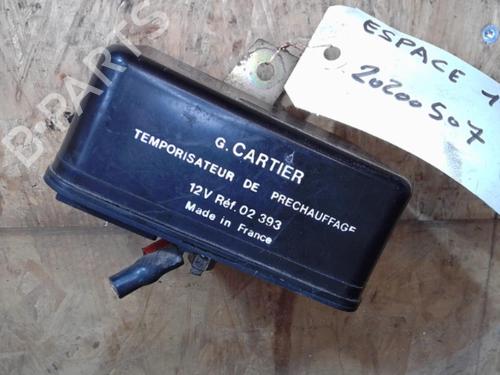 ESPACE 1
20200507
G. CARTIER
TEMPORISATEUR DE PRECHAUFFAGE
12V Réf. 02 393
Made in France
B-PARTS